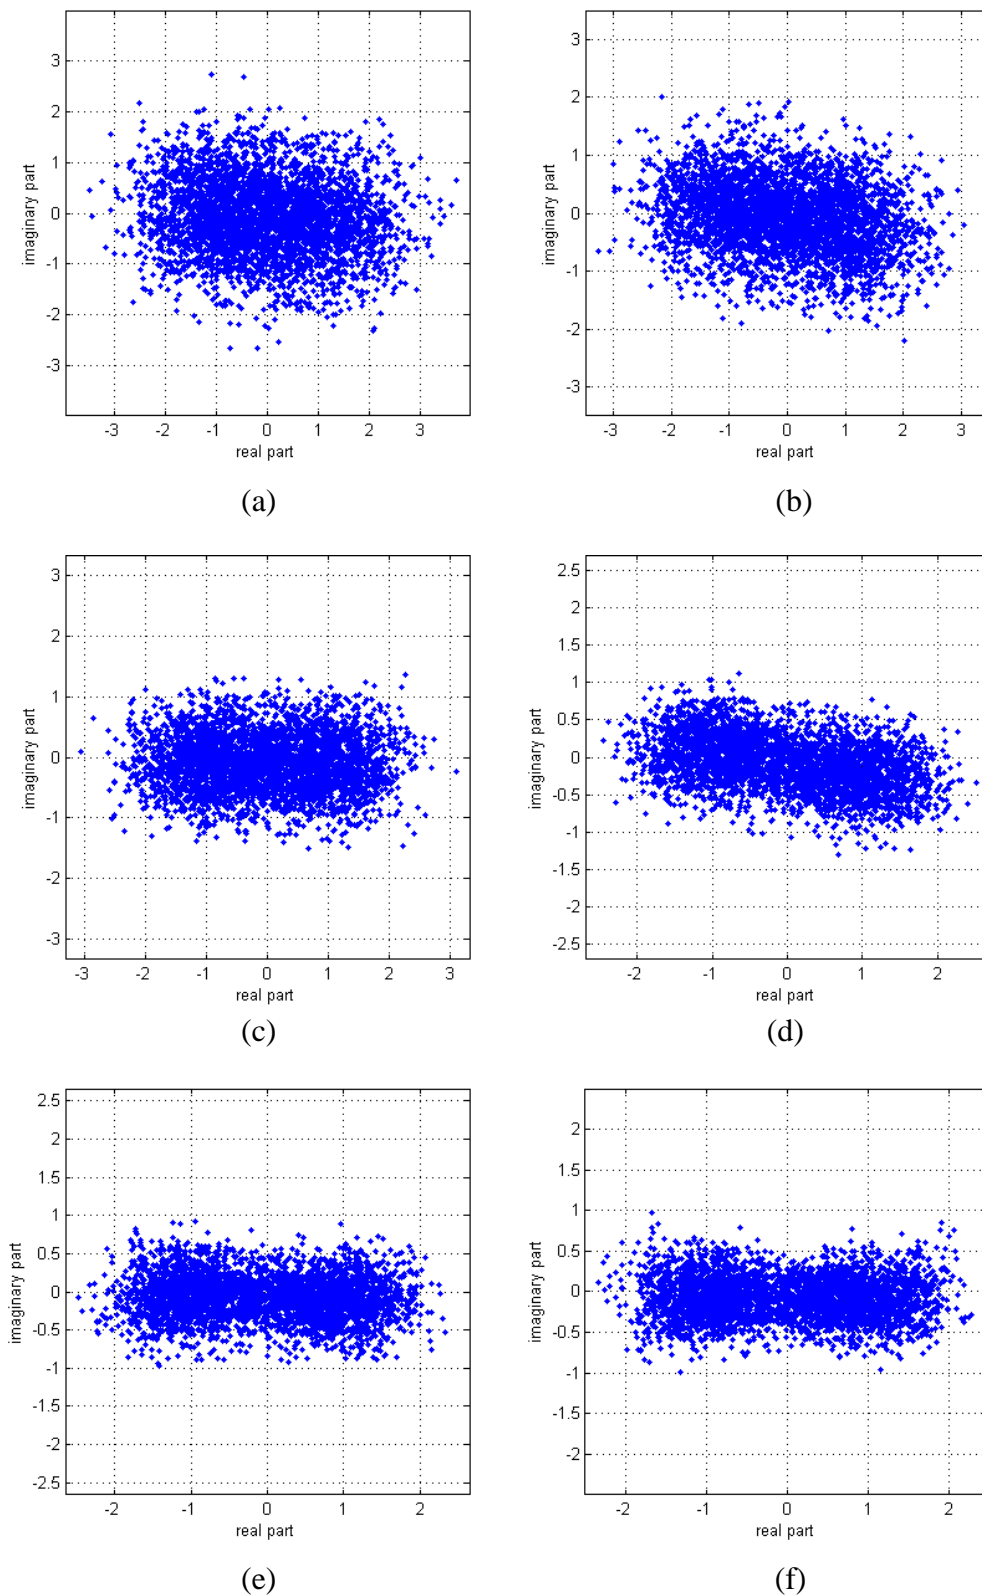 3
2
1
0
-1
-2
-3
imaginary part
-3 -2 -1 0 1 2 3
real part
(a)
3
2
1
0
-1
-2
-3
imaginary part
-3 -2 -1 0 1 2 3
real part
(b)
3
2
1
0
-1
-2
-3
imaginary part
-3 -2 -1 0 1 2 3
real part
(c)
2.5
2
1.5
1
0.5
0
-0.5
-1
-1.5
-2
-2.5
imaginary part
-2 -1 0 1 2
real part
(d)
2.5
2
1.5
1
0.5
0
-0.5
-1
-1.5
-2
-2.5
imaginary part
-2 -1 0 1 2
real part
(e)
2
1.5
1
0.5
0
-0.5
-1
-1.5
-2
imaginary part
-2 -1 0 1 2
real part
(f)